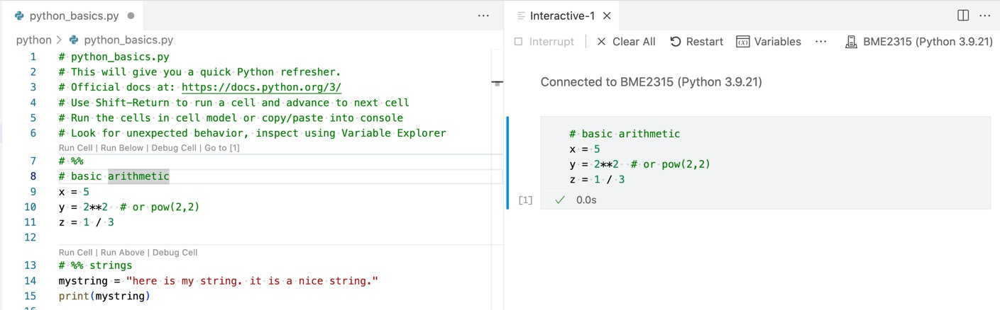 python_basics.py ● ···
python > python_basics.py
1 # python_basics.py
2 # This will give you a quick Python refresher.
3 # Official docs at: https://docs.python.org/3/
4 # Use Shift-Return to run a cell and advance to next cell
5 # Run the cells in cell model or copy/paste into console
6 # Look for unexpected behavior, inspect using Variable Explorer
Run Cell | Run Below | Debug Cell | Go to [1]
7 # %%
8 # basic arithmetic
9 x = 5
10 y = 2**2  # or pow(2,2)
11 z = 1 / 3
12
Run Cell | Run Above | Debug Cell
13 # %% strings
14 mystring = "here is my string. it is a nice string."
15 print(mystring)
16
Interactive-1 × ···
Interrupt | × Clear All Restart (x) Variables ··· BME2315 (Python 3.9.21)
Connected to BME2315 (Python 3.9.21)
# basic arithmetic
x = 5
y = 2**2  # or pow(2,2)
z = 1 / 3
[1] ✓ 0.0s